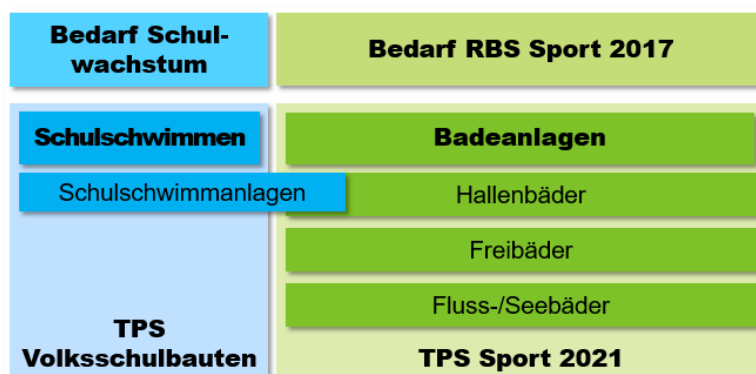 Bedarf Schul-
wachstum
Bedarf RBS Sport 2017
Schulschwimmen
Badeanlagen
Schulschwimmanlagen
Hallenbäder
Freibäder
Fluss-/Seebäder
TPS
Volksschulbauten
TPS Sport 2021